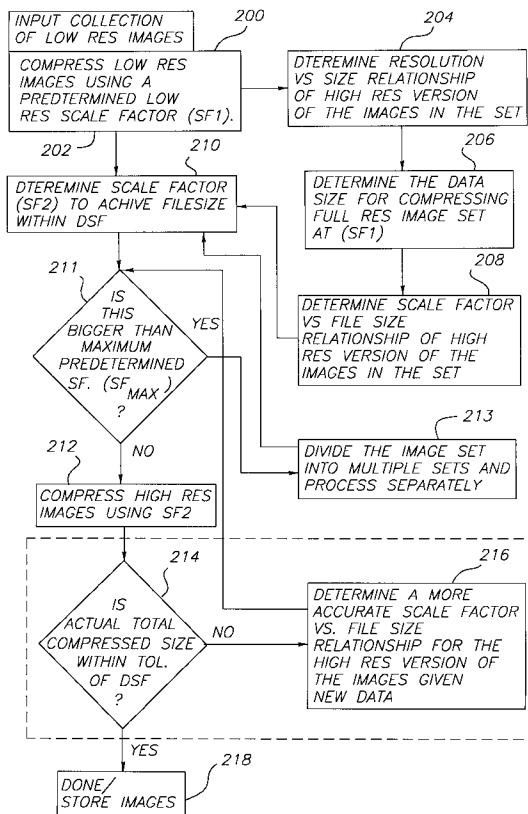 INPUT COLLECTION
OF LOW RES IMAGES
200
COMPRESS LOW RES
IMAGES USING A
PREDTERMINED LOW
RES SCALE FACTOR (SF1).
202
204
DTEREMINE RESOLUTION
VS SIZE RELATIONSHIP
OF HIGH RES VERSION
OF THE IMAGES IN THE SET
206
DETERMINE THE DATA
SIZE FOR COMPRESSING
FULL RES IMAGE SET
AT (SF1)
208
DETERMINE SCALE FACTOR
VS FILE SIZE
RELATIONSHIP OF HIGH
RES VERSION OF THE
IMAGES IN THE SET
210
DTEREMINE SCALE FACTOR
(SF2) TO ACHIVE FILESIZE
WITHIN DSF
211
IS
THIS
BIGGER THAN
MAXIMUM
PREDETERMINED
SF. (SF MAX )
?
YES
NO
213
DIVIDE THE IMAGE SET
INTO MULTIPLE SETS AND
PROCESS SEPARATELY
212
COMPRESS HIGH RES
IMAGES USING SF2
214
IS
ACTUAL TOTAL
COMPRESSED SIZE
WITHIN TOL.
OF DSF
?
NO
YES
216
DETERMINE A MORE
ACCURATE SCALE FACTOR
VS. FILE SIZE
RELATIONSHIP FOR THE
HIGH RES VERSION OF
THE IMAGES GIVEN
NEW DATA
218
DONE/
STORE IMAGES